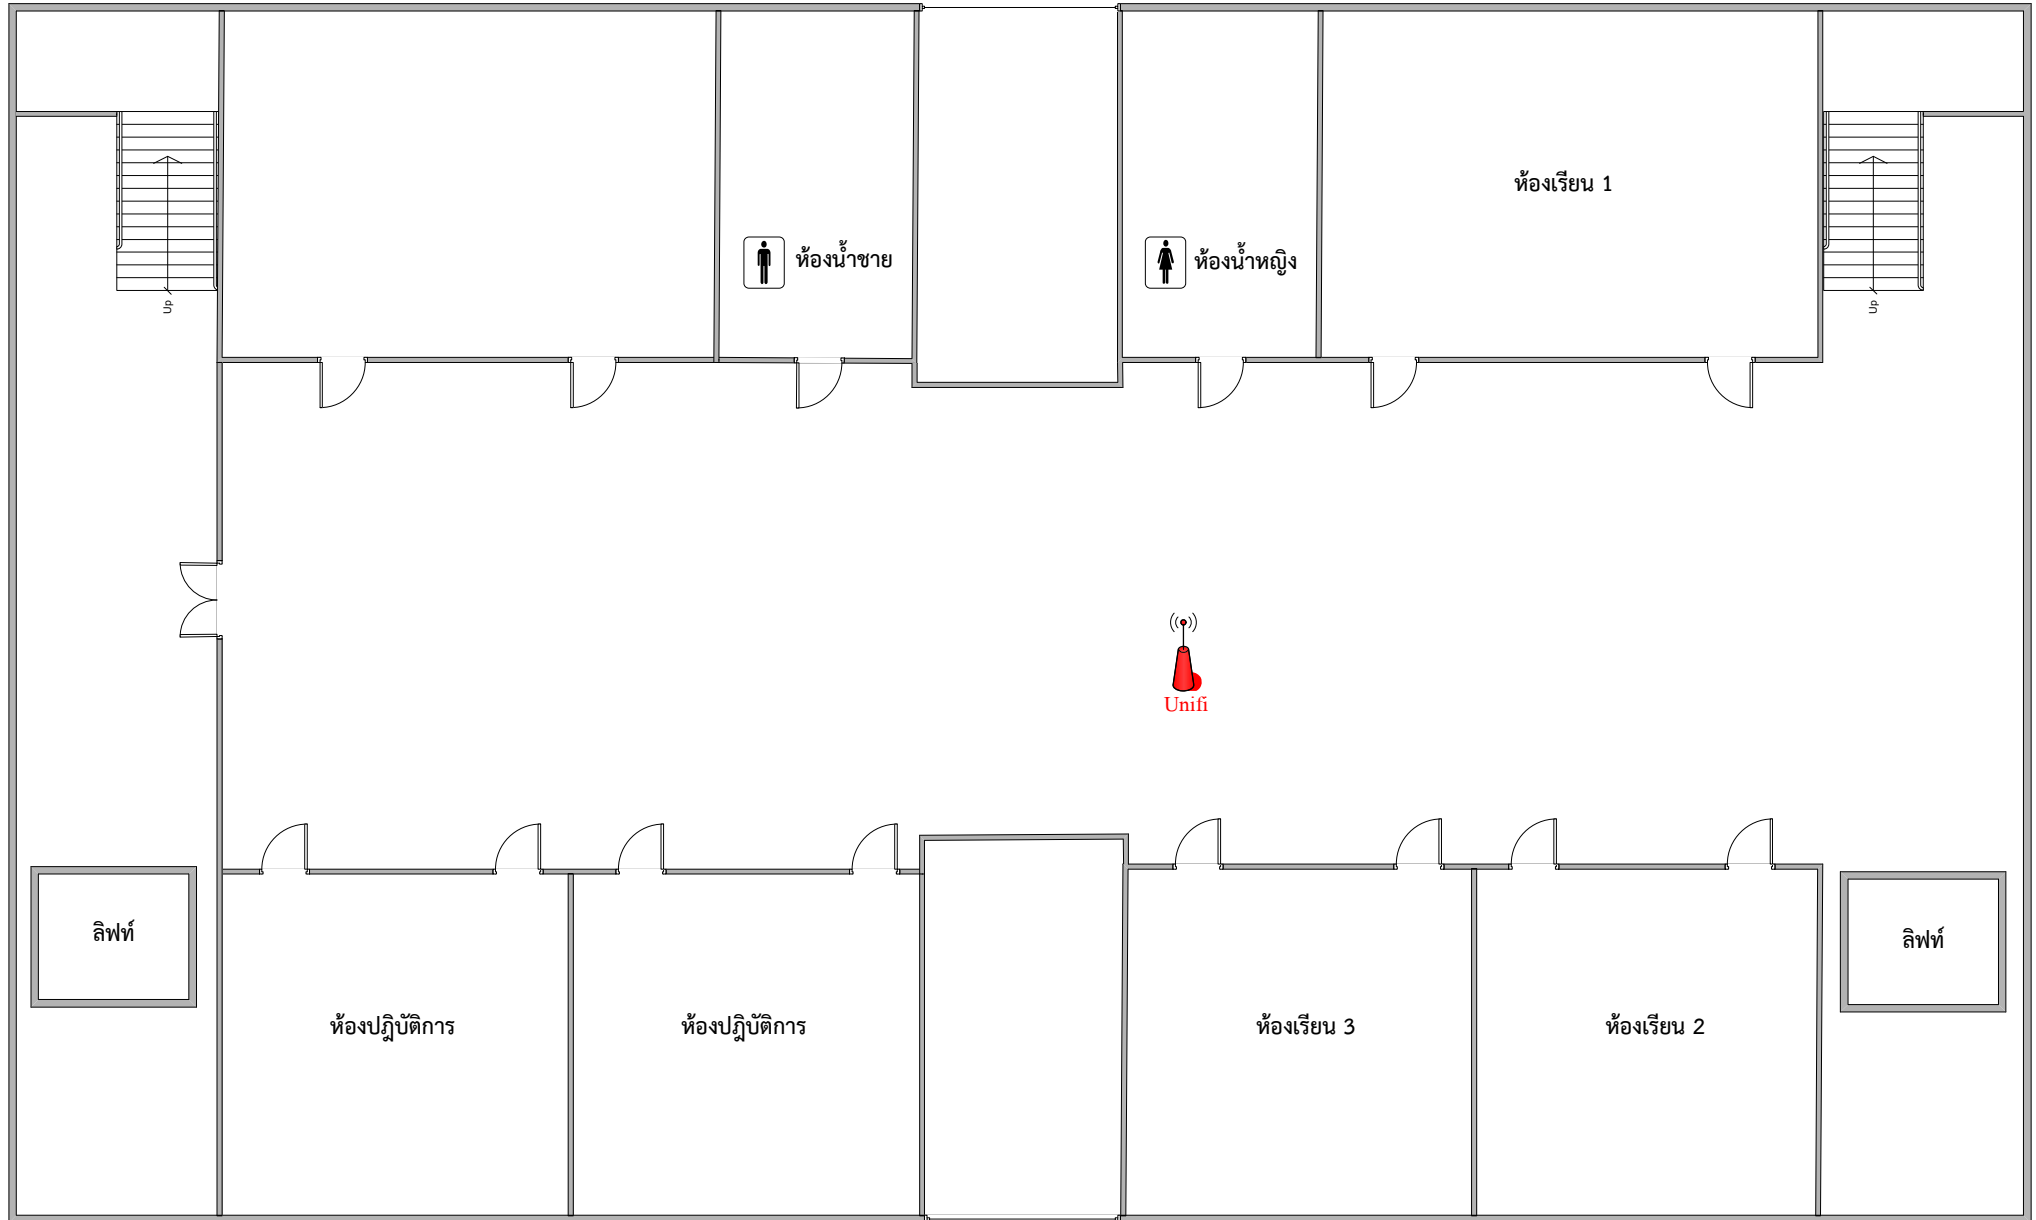 ห้องเรียน 1
ห้องน้ำชาย
ห้องน้ำหญิง
Up
Up
Unifi
ลิฟท์
ลิฟท์
ห้องปฎิบัติการ
ห้องปฎิบัติการ
ห้องเรียน 3
ห้องเรียน 2